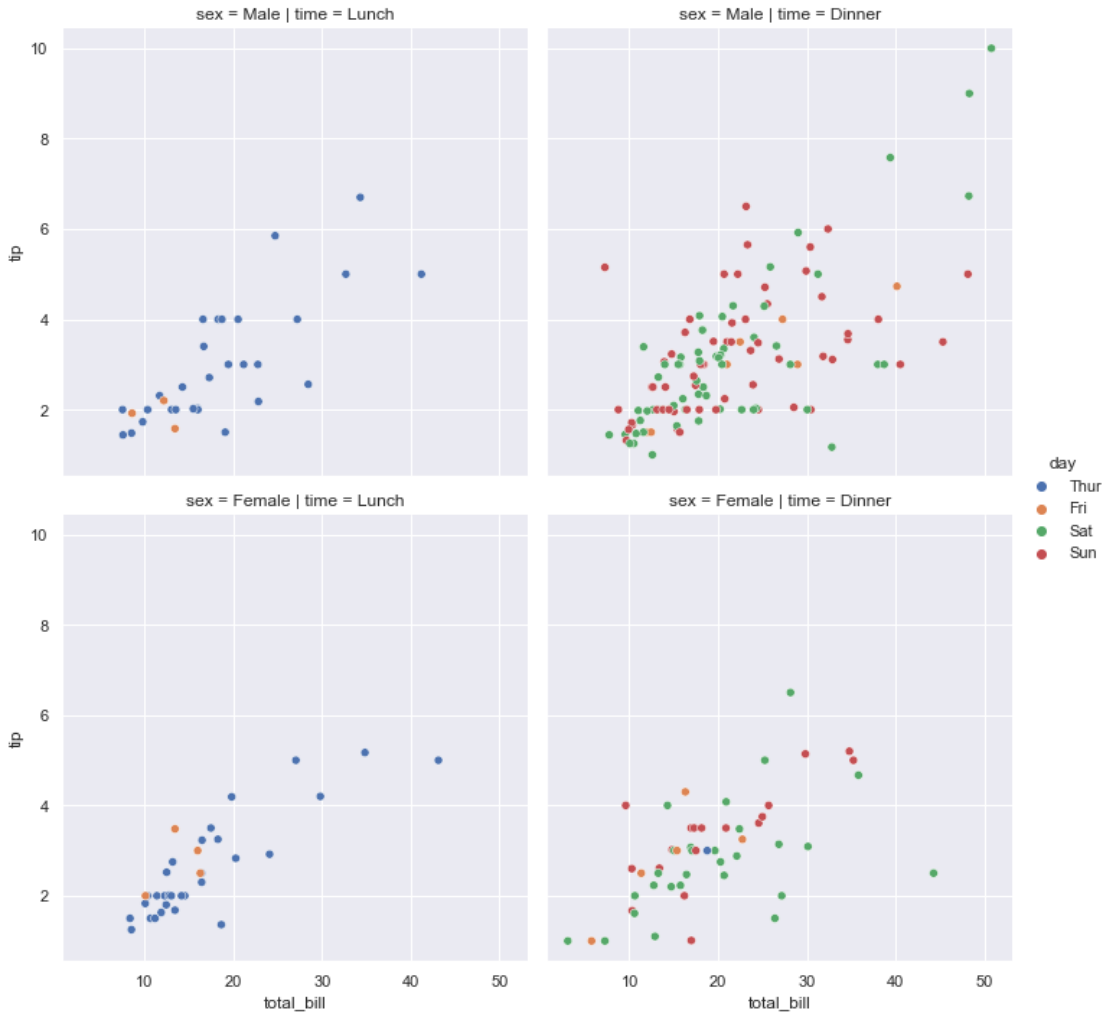 sex = Male | time = Lunch
sex = Male | time = Dinner
10
8
6
4
2
tip
sex = Female | time = Lunch
sex = Female | time = Dinner
10
8
6
4
2
tip
10 20 30 40 50
10 20 30 40 50
total_bill
total_bill
day
Thur
Fri
Sat
Sun